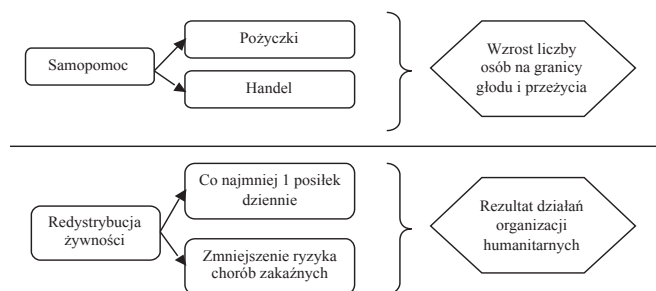 Samopomoc
Pożyczki
Handel
Wzrost liczby
osób na granicy
głodu i przeżycia
Redystrybucja
żywności
Co najmniej 1 posiłek
dziennie
Zmniejszenie ryzyka
chorób zakaźnych
Rezultat działań
organizacji
humanitarnych